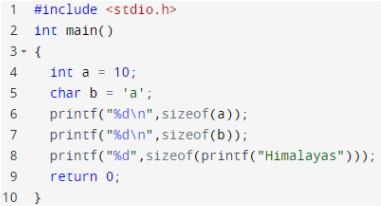 1 #include <stdio.h>
2 int main()
3 {
4 int a = 10;
5 char b = 'a';
6 printf("%d\n",sizeof(a));
7 printf("%d\n",sizeof(b));
8 printf("%d",sizeof(printf("Himalayas")));
9 return 0;
10 }